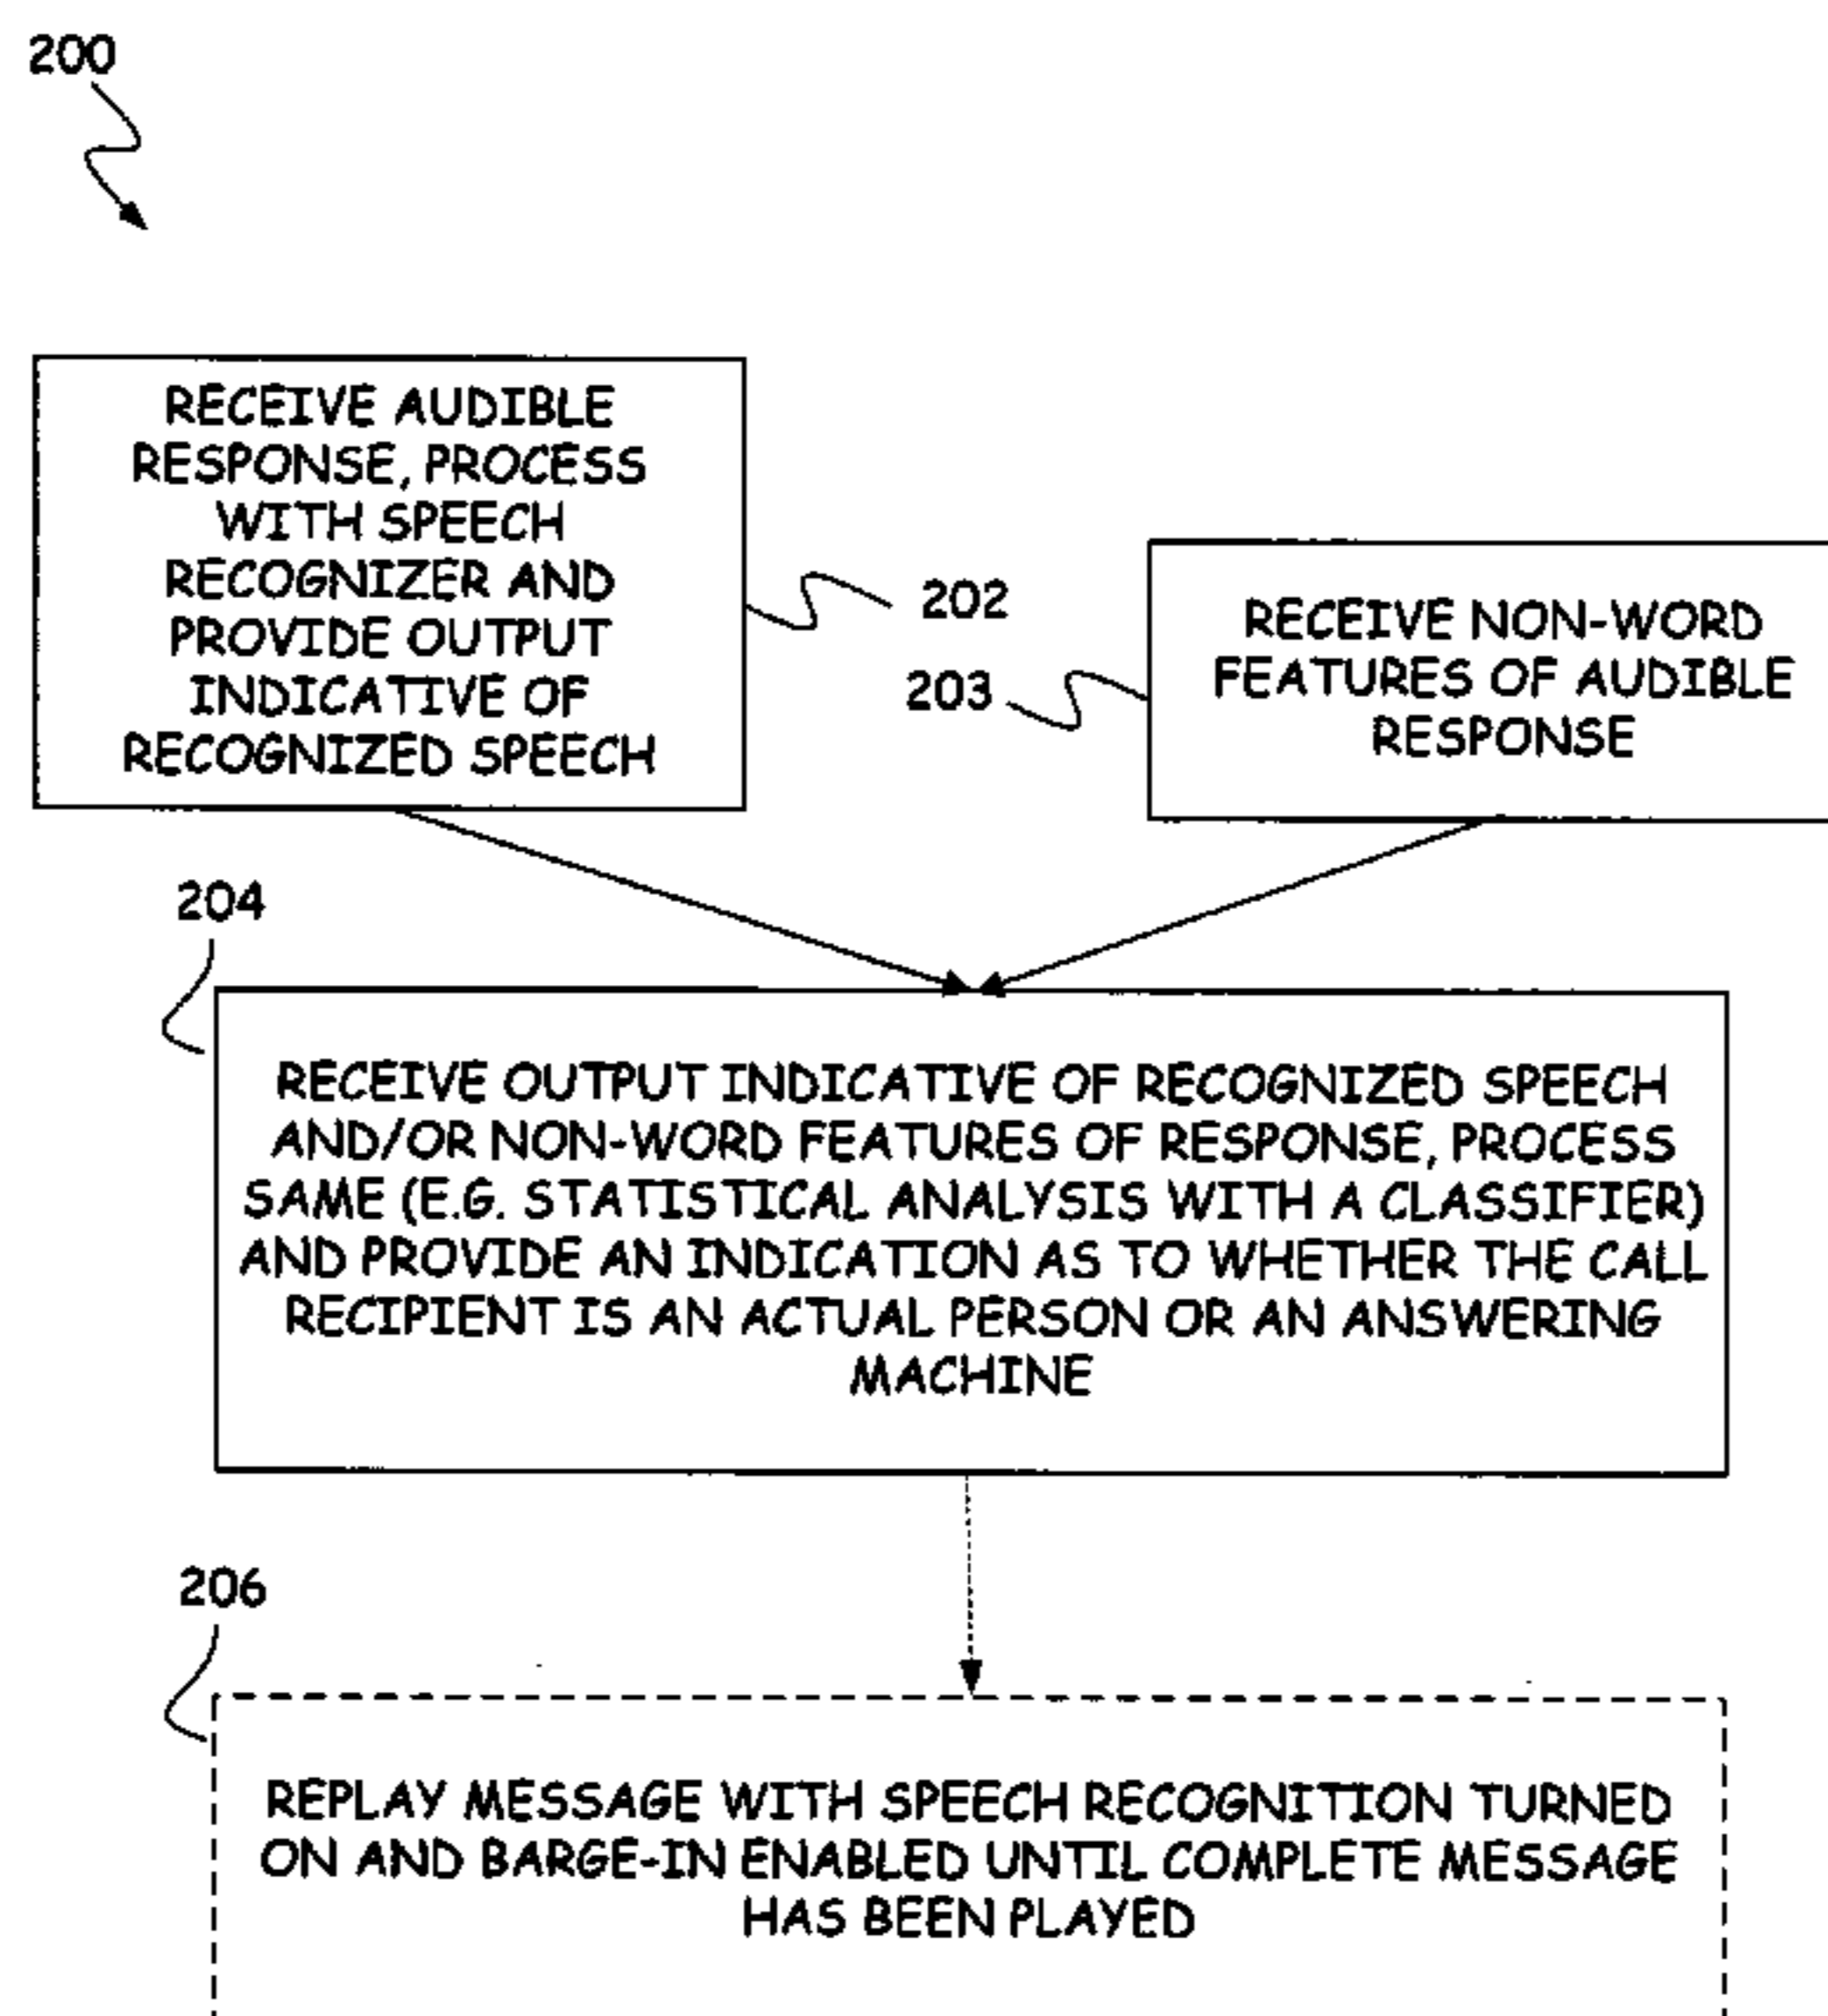 200
RECEIVE AUDIBLE
RESPONSE, PROCESS
WITH SPEECH
RECOGNIZER AND
PROVIDE OUTPUT
INDICATIVE OF
RECOGNIZED SPEECH
202
203
RECEIVE NON-WORD
FEATURES OF AUDIBLE
RESPONSE
204
RECEIVE OUTPUT INDICATIVE OF RECOGNIZED SPEECH
AND/OR NON-WORD FEATURES OF RESPONSE, PROCESS
SAME (E.G. STATISTICAL ANALYSIS WITH A CLASSIFIER)
AND PROVIDE AN INDICATION AS TO WHETHER THE CALL
RECIPIENT IS AN ACTUAL PERSON OR AN ANSWERING
MACHINE
206
REPLAY MESSAGE WITH SPEECH RECOGNITION TURNED
ON AND BARGE-IN ENABLED UNTIL COMPLETE MESSAGE
HAS BEEN PLAYED